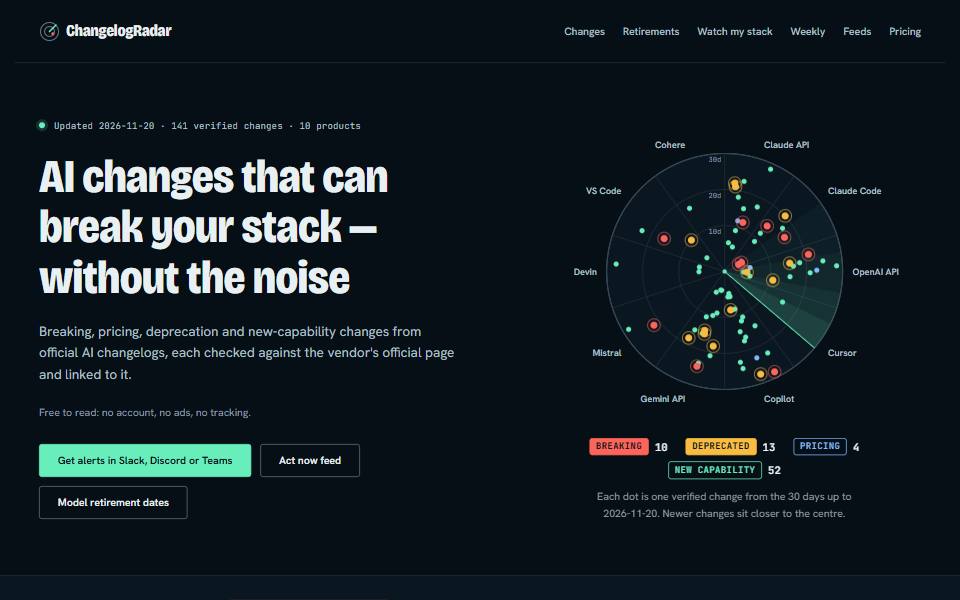 ChangelogRadar
Changes
Retirements
Watch my stack
Weekly
Feeds
Pricing
Updated 2026-11-20 · 141 verified changes · 10 products
AI changes that can
break your stack —
without the noise
Breaking, pricing, deprecation and new-capability changes from
official AI changelogs, each checked against the vendor's official page
and linked to it.
Free to read: no account, no ads, no tracking.
Get alerts in Slack, Discord or Teams
Act now feed
Model retirement dates
Cohere
Claude API
VS Code
Claude Code
30d
20d
10d
Devin
OpenAI API
Mistral
Cursor
Gemini API
Copilot
BREAKING 10
DEPRECATED 13
PRICING 4
NEW CAPABILITY 52
Each dot is one verified change from the 30 days up to
2026-11-20. Newer changes sit closer to the centre.